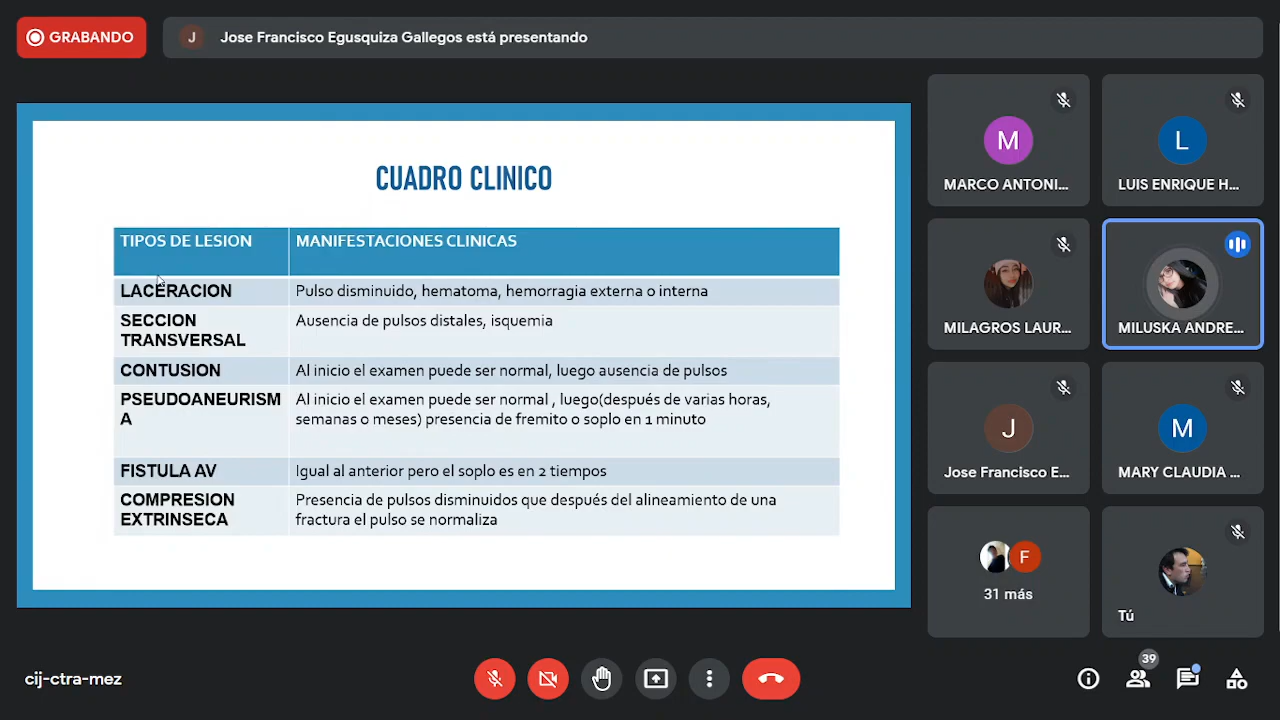 GRABANDO
J
Jose Francisco Egusquiza Gallegos está presentando
CUADRO CLINICO
TIPOS DE LESION
MANIFESTACIONES CLINICAS
LACERACION
Pulso disminuido, hematoma, hemorragia externa o interna
SECCION
TRANSVERSAL
Ausencia de pulsos distales, isquemia
CONTUSION
Al inicio el examen puede ser normal, luego ausencia de pulsos
PSEUDOANEURISM
A
Al inicio el examen puede ser normal , luego(después de varias horas,
semanas o meses) presencia de fremito o soplo en 1 minuto
FISTULA AV
Igual al anterior pero el soplo es en 2 tiempos
COMPRESION
EXTRINSECA
Presencia de pulsos disminuidos que después del alineamiento de una
fractura el pulso se normaliza
M
MARCO ANTONI...
L
LUIS ENRIQUE H...
MILAGROS LAUR...
MILUSKA ANDRE...
J
Jose Francisco E...
M
MARY CLAUDIA ...
F
31 más
Tú
cij-ctra-mez
39